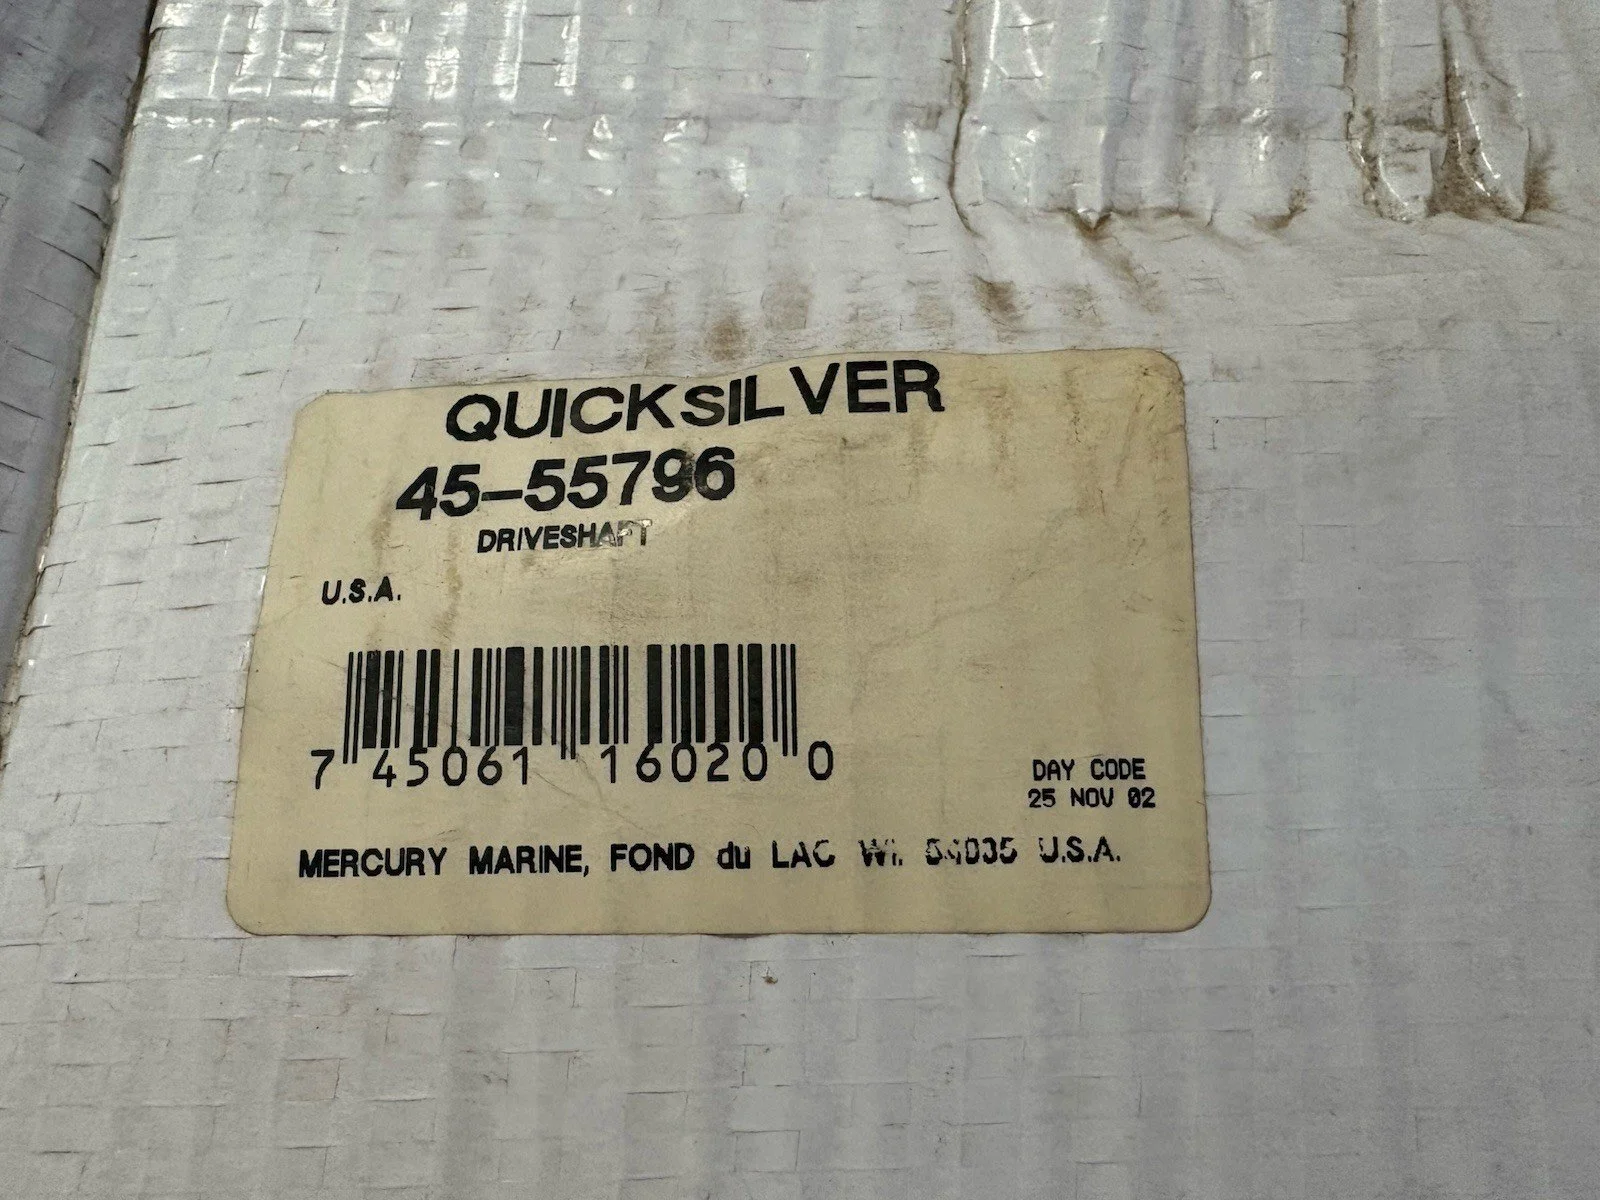 QUICKSILVER
45-55796
DRIVESHAFT
U.S.A.
7 45061 16020 0
DAY CODE
25 NOV 02
MERCURY MARINE, FOND du LAC WI. U.S.A.